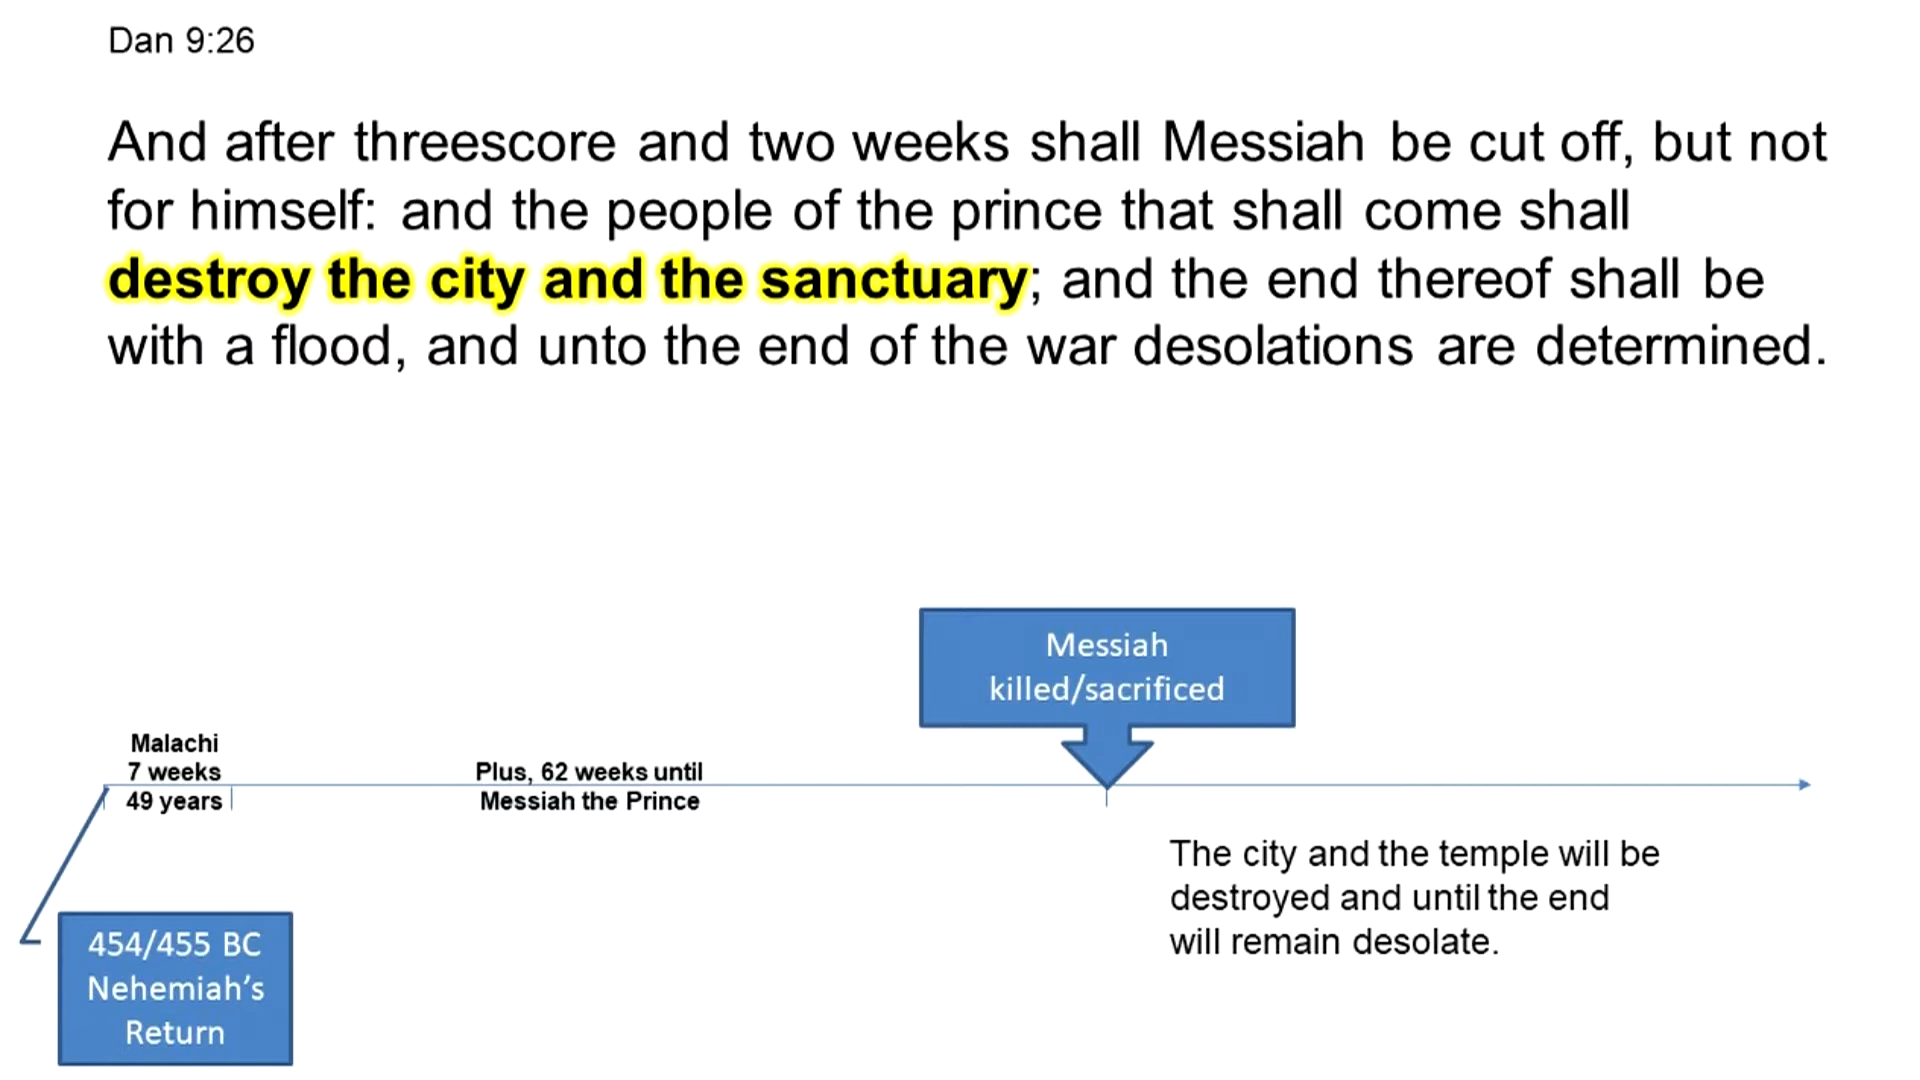 Dan 9:26
And after threescore and two weeks shall Messiah be cut off, but not
for himself: and the people of the prince that shall come shall
destroy the city and the sanctuary; and the end thereof shall be
with a flood, and unto the end of the war desolations are determined.
Messiah
killed/sacrificed
Malachi
7 weeks
49 years
Plus, 62 weeks until
Messiah the Prince
The city and the temple will be
destroyed and until the end
will remain desolate.
454/455 BC
Nehemiah’s
Return